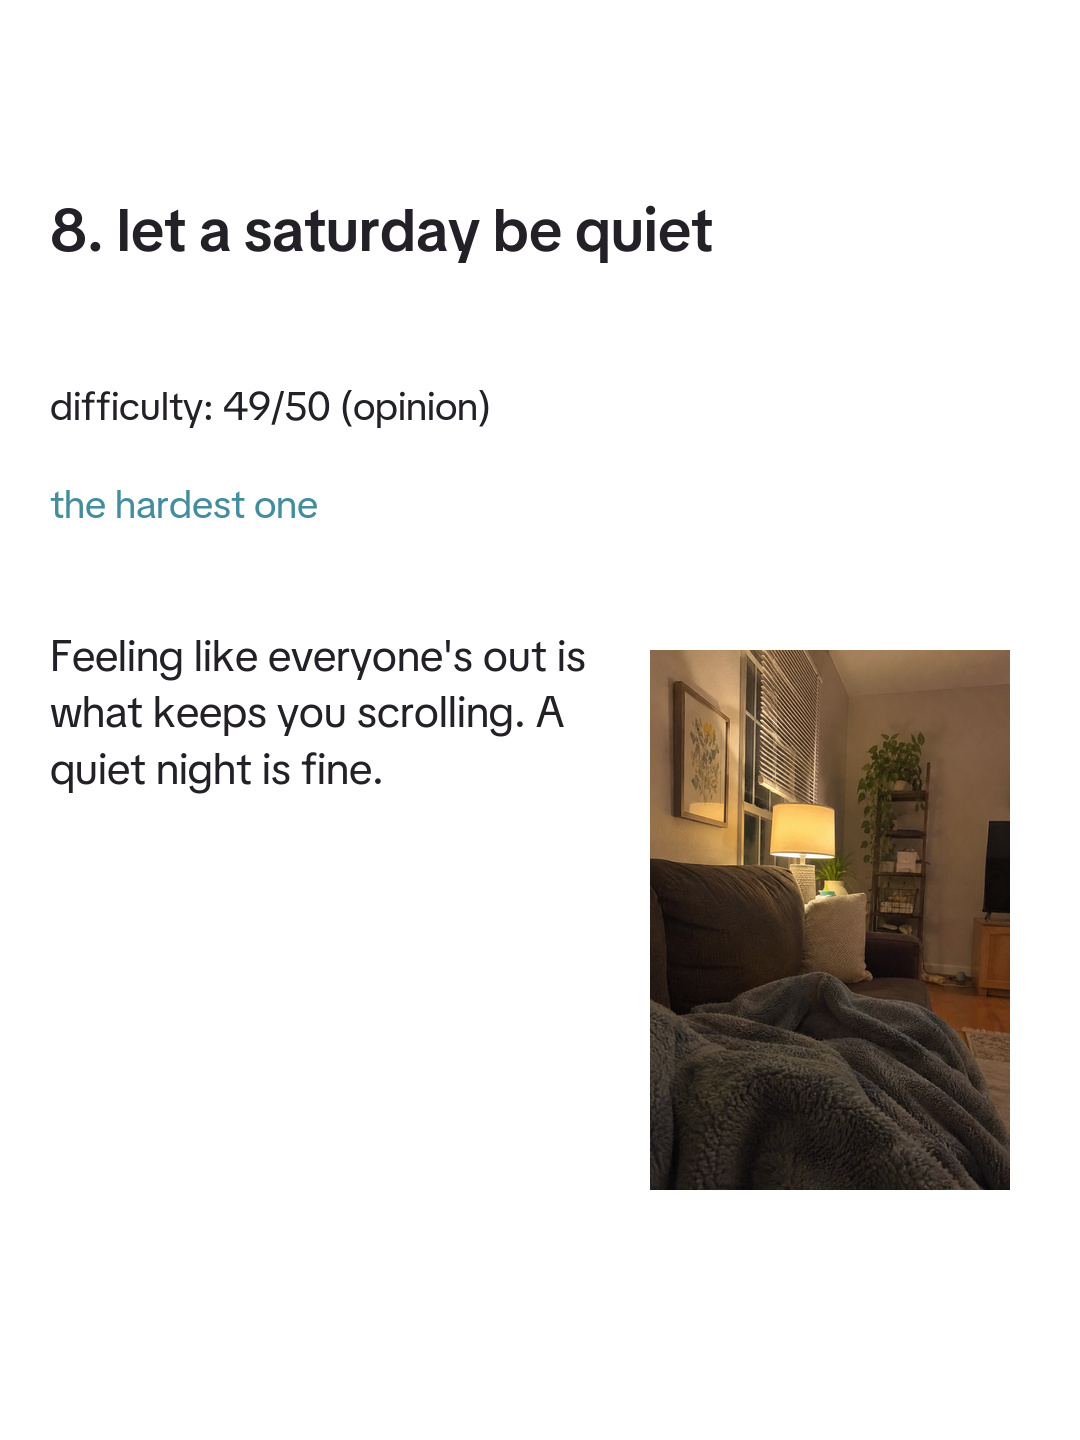 8. let a saturday be quiet
difficulty: 49/50 (opinion)
the hardest one
Feeling like everyone's out is
what keeps you scrolling. A
quiet night is fine.